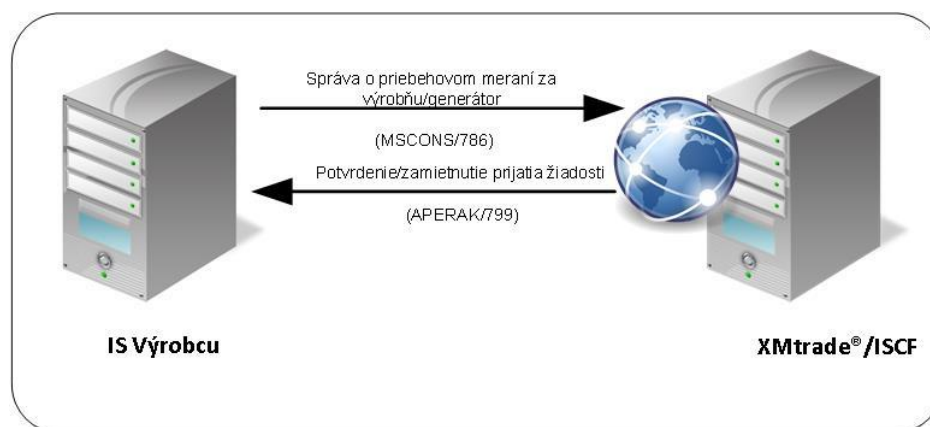 Správa o priebehovom meraní za
výrobňu/generátor
(MSCONS/786)
Potvrdenie/zamietnutie prijatia žiadosti
(APERAK/799)
IS Výrobcu
XMtrade®/ISCF